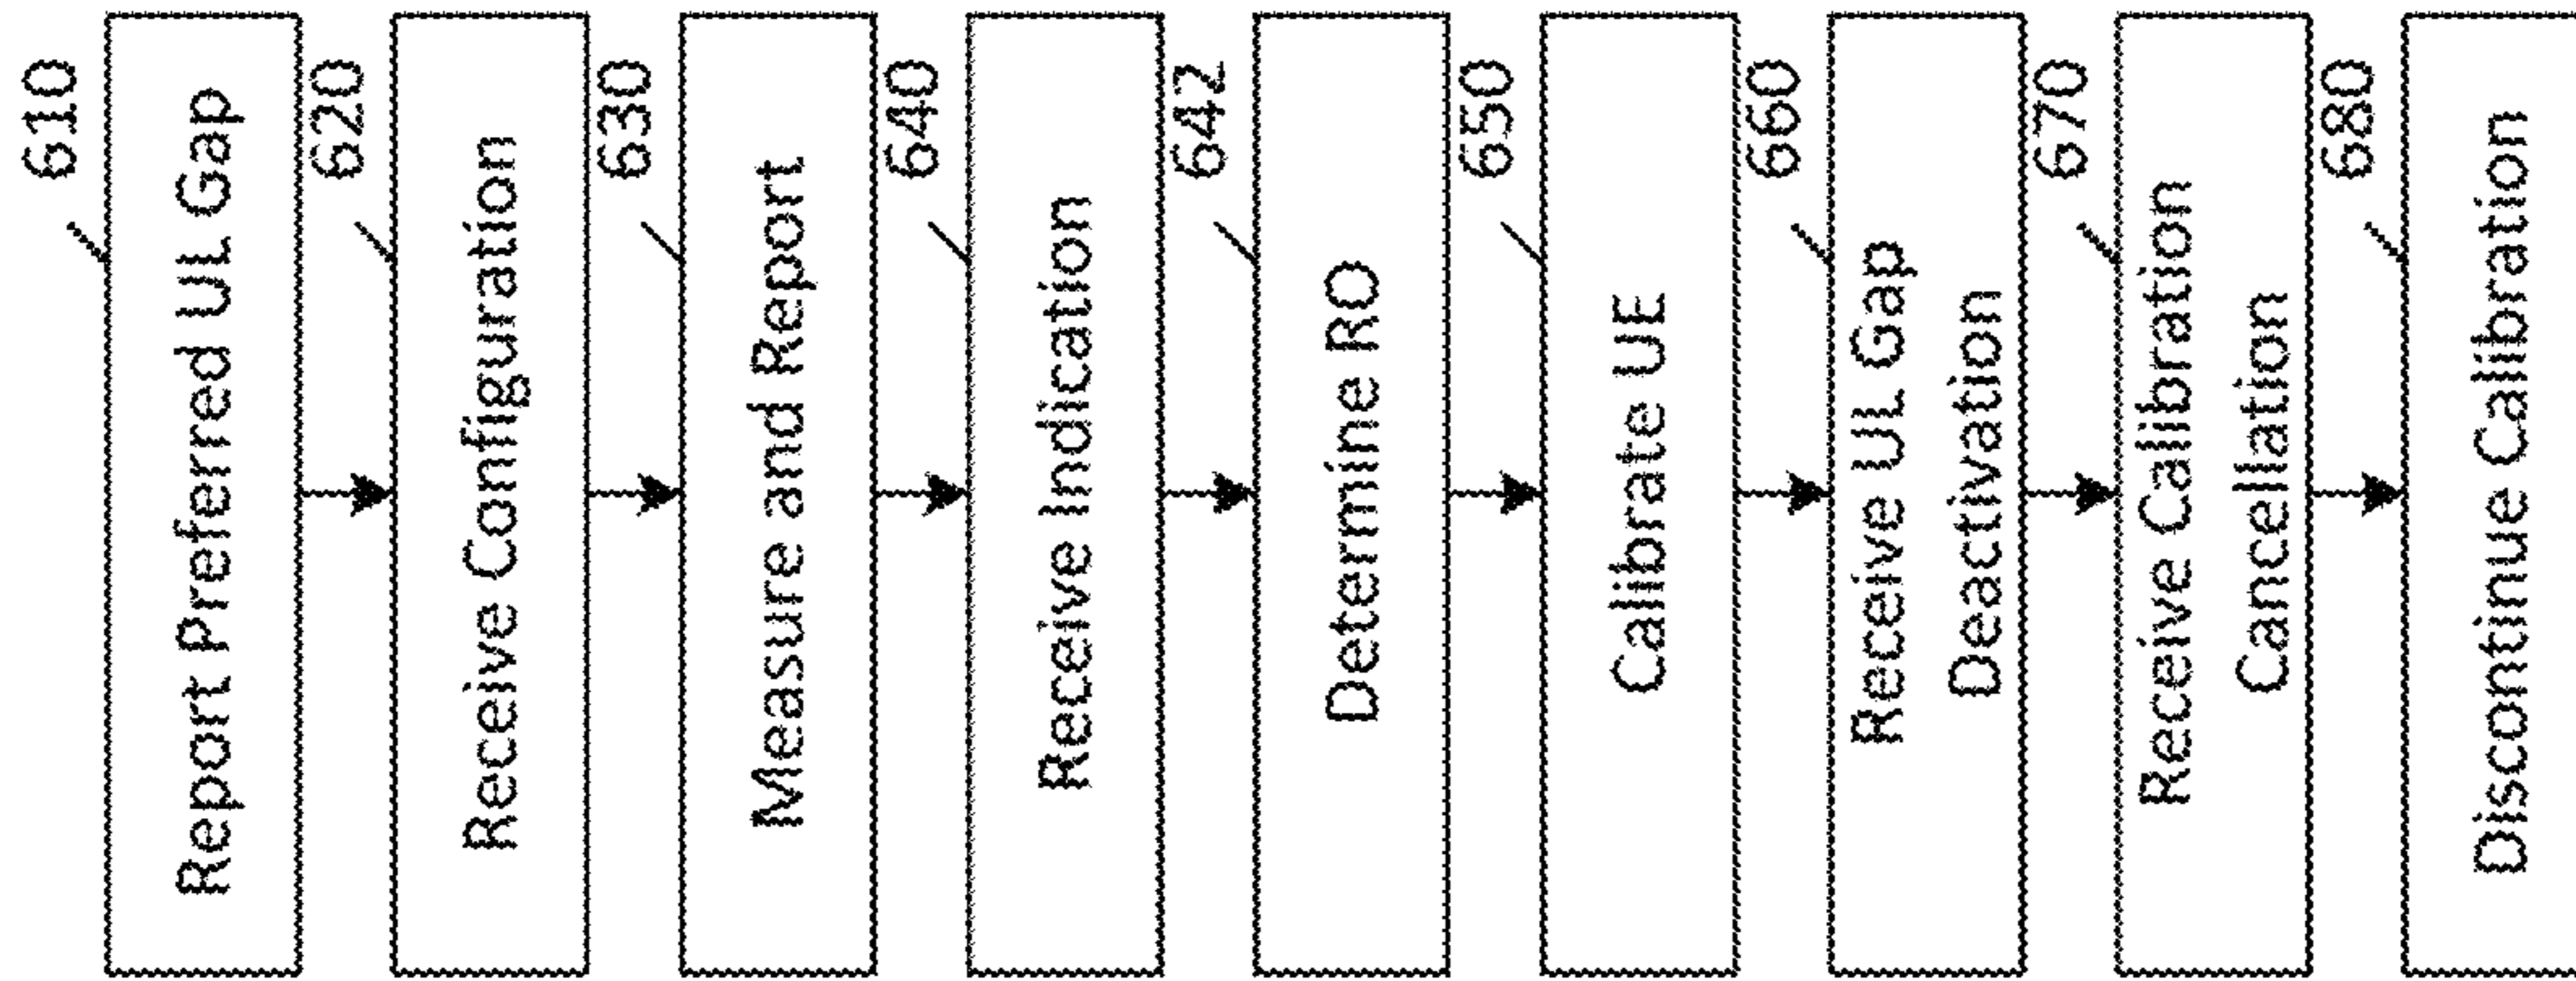 610
Report Preferred UL Gap
620
Receive Configuration
630
Measure and Report
640
Receive Indication
642
Determine RO
650
Calibrate UE
660
Receive UL Gap
Deactivation
670
Receive Calibration
Cancellation
680
Discontinue Calibration